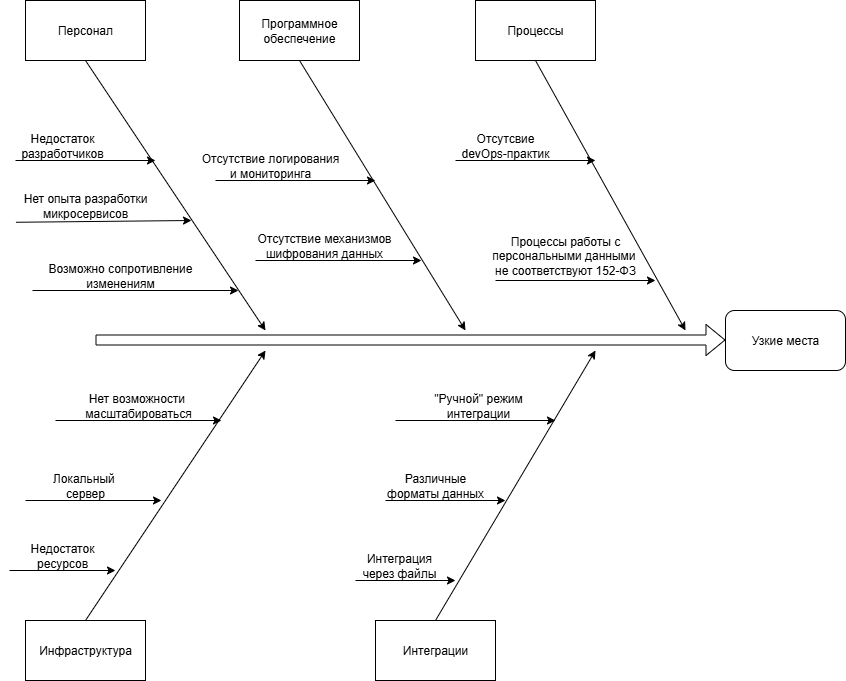 Персонал
Программное
обеспечение
Процессы
Недостаток
разработчиков
Нет опыта разработки
микросервисов
Возможно сопротивление
изменениям
Отсутствие логирования
и мониторинга
Отсутствие механизмов
шифрования данных
Отсутсвие
devOps-практик
Процессы работы с
персональными данными
не соответствуют 152-ФЗ
Узкие места
Нет возможности
масштабироваться
Локальный
сервер
Недостаток
ресурсов
"Ручной" режим
интеграции
Различные
форматы данных
Интеграция
через файлы
Инфраструктура
Интеграции